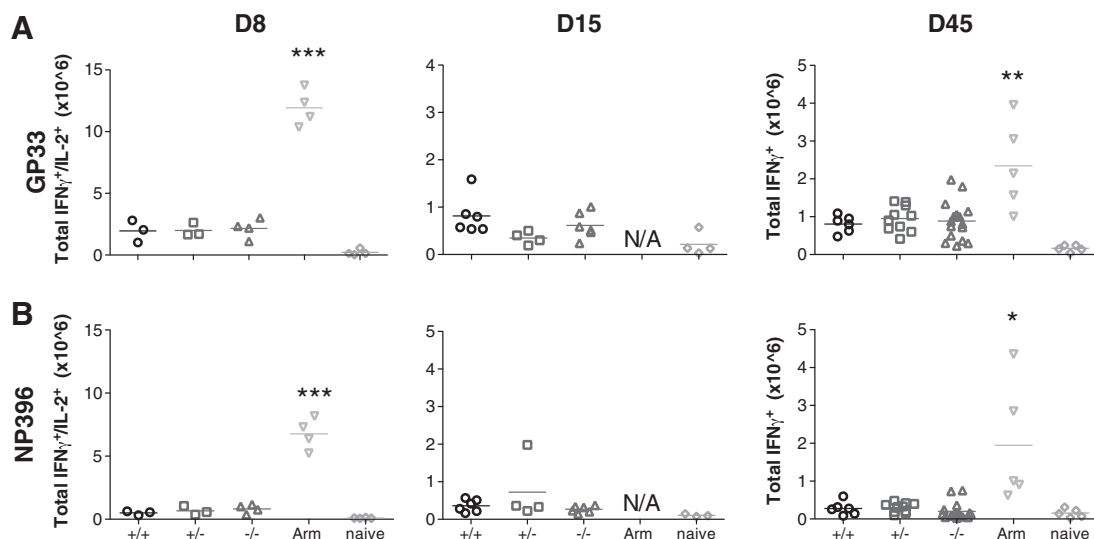 A
D8
D15
D45
GP33
Total IFNγ+/IL-2+ (x10^6)
15
10
5
0
***
4
3
2
1
0
N/A
Total IFNγ+ (x10^6)
5
4
3
2
1
0
**
B
NP396
Total IFNγ+/IL-2+ (x10^6)
15
10
5
0
***
+/+ +/- -/- Arm naive
5
4
3
2
1
0
N/A
+/+ +/- -/- Arm naive
Total IFNγ+ (x10^6)
5
4
3
2
1
0
*
+/+ +/- -/- Arm naive